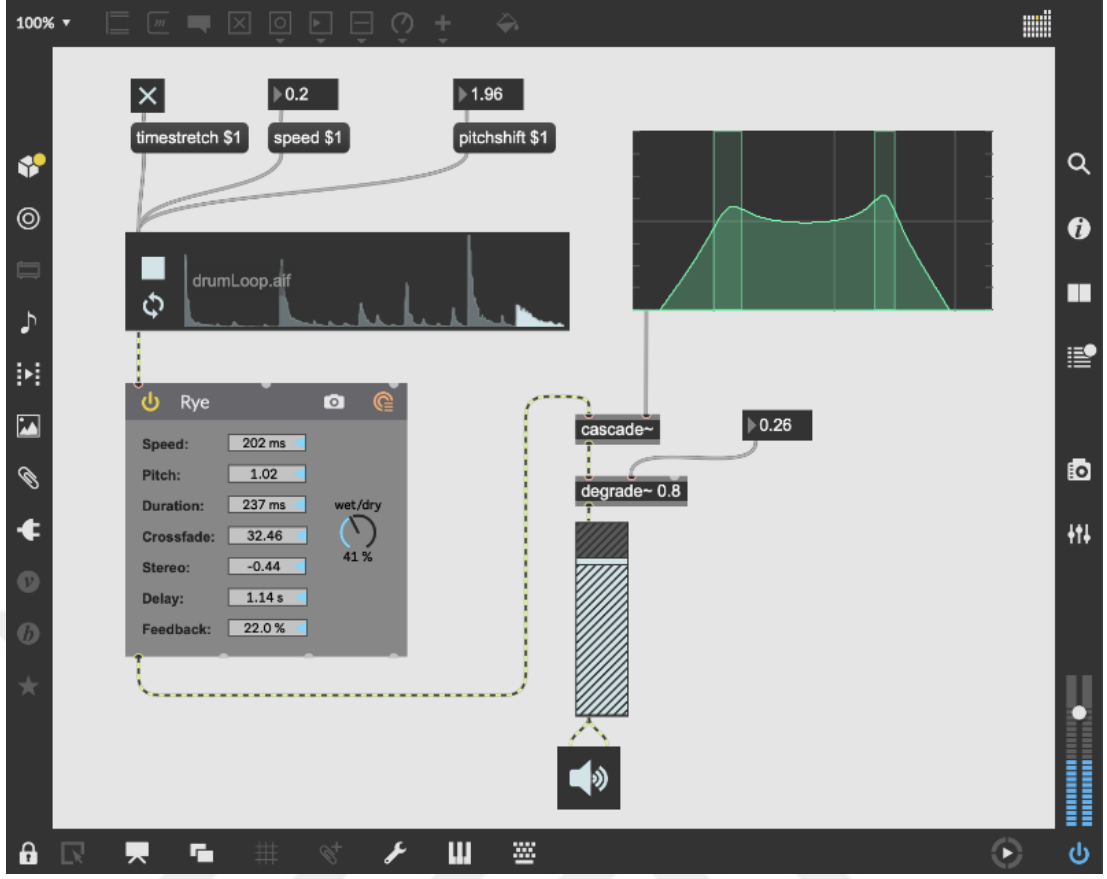 100%
0.2
1.96
timestretch $1
speed $1
pitchshift $1
drumLoop.aif
Rye
Speed: 202 ms
Pitch: 1.02
Duration: 237 ms
wet/dry
Crossfade: 32.46
41 %
Stereo: -0.44
Delay: 1.14 s
Feedback: 22.0 %
cascade~
0.26
degrade~ 0.8